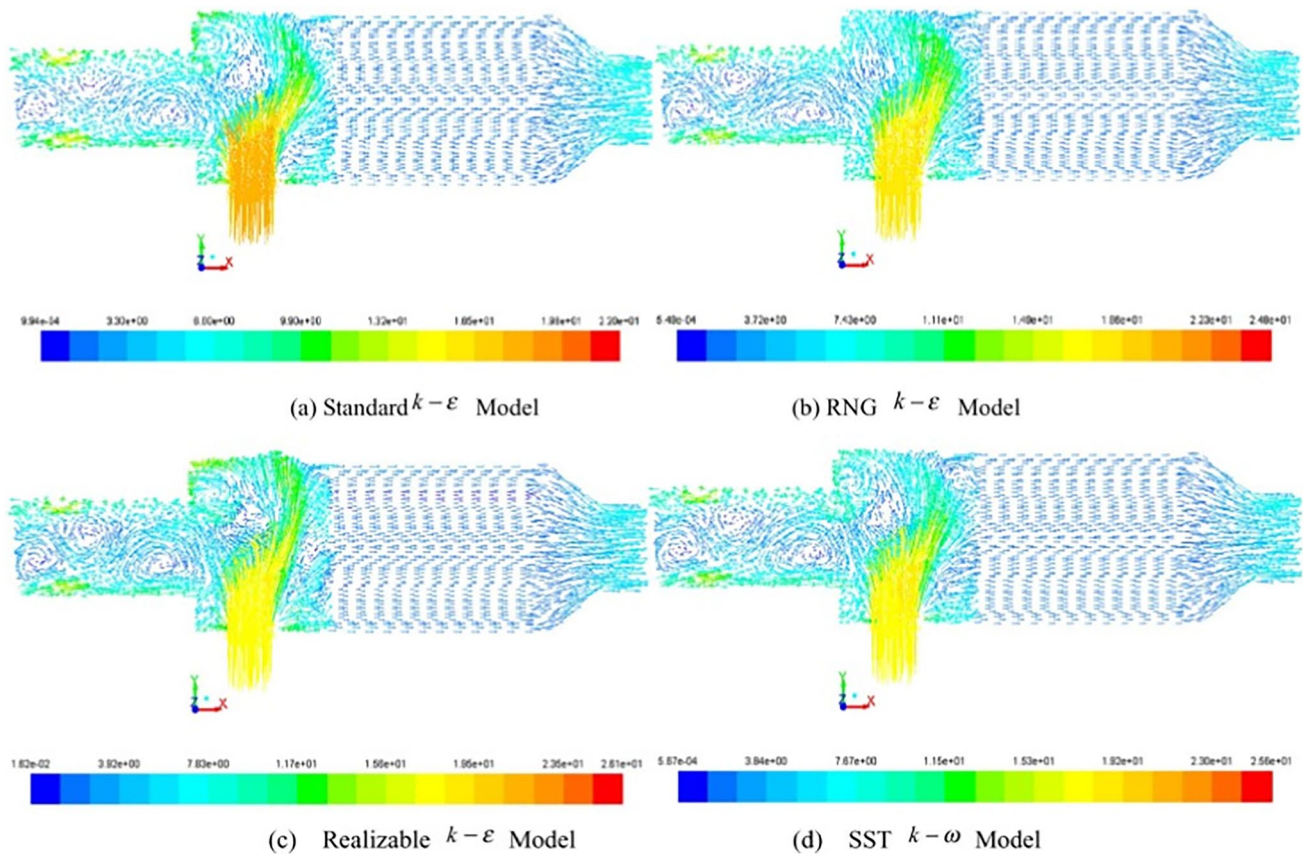 Y Z X
Y Z X
9.94e-04 3.30e+00 6.60e+00 9.90e+00 1.32e+01 1.65e+01 1.98e+01 2.20e+01
5.49e-04 3.72e+00 7.43e+00 1.11e+01 1.49e+01 1.86e+01 2.23e+01 2.48e+01
(a) Standard k − ε Model
(b) RNG k − ε Model
Y Z X
Y Z X
1.62e-02 3.92e+00 7.83e+00 1.17e+01 1.56e+01 1.95e+01 2.35e+01 2.61e+01
5.67e-04 3.84e+00 7.67e+00 1.15e+01 1.53e+01 1.92e+01 2.30e+01 2.56e+01
(c) Realizable k − ε Model
(d) SST k − ω Model